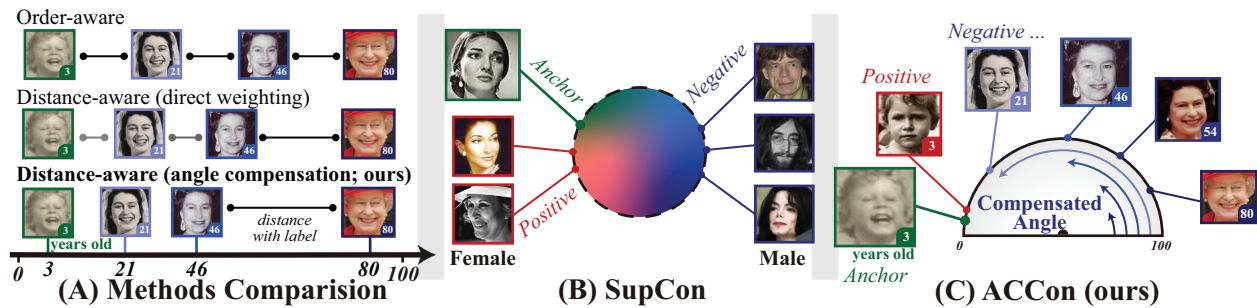 Order-aware
3
21
46
80
Distance-aware (direct weighting)
3
21
46
80
Distance-aware (angle compensation; ours)
3
21
46
80
distance
with label
years old
0
3
21
46
80
100
(A) Methods Comparision
Anchor
Positive
Negative
Female
Male
(B) SupCon
Negative ...
Positive
21
46
54
3
80
3
Compensated
Angle
0
100
years old
Anchor
(C) ACCon (ours)